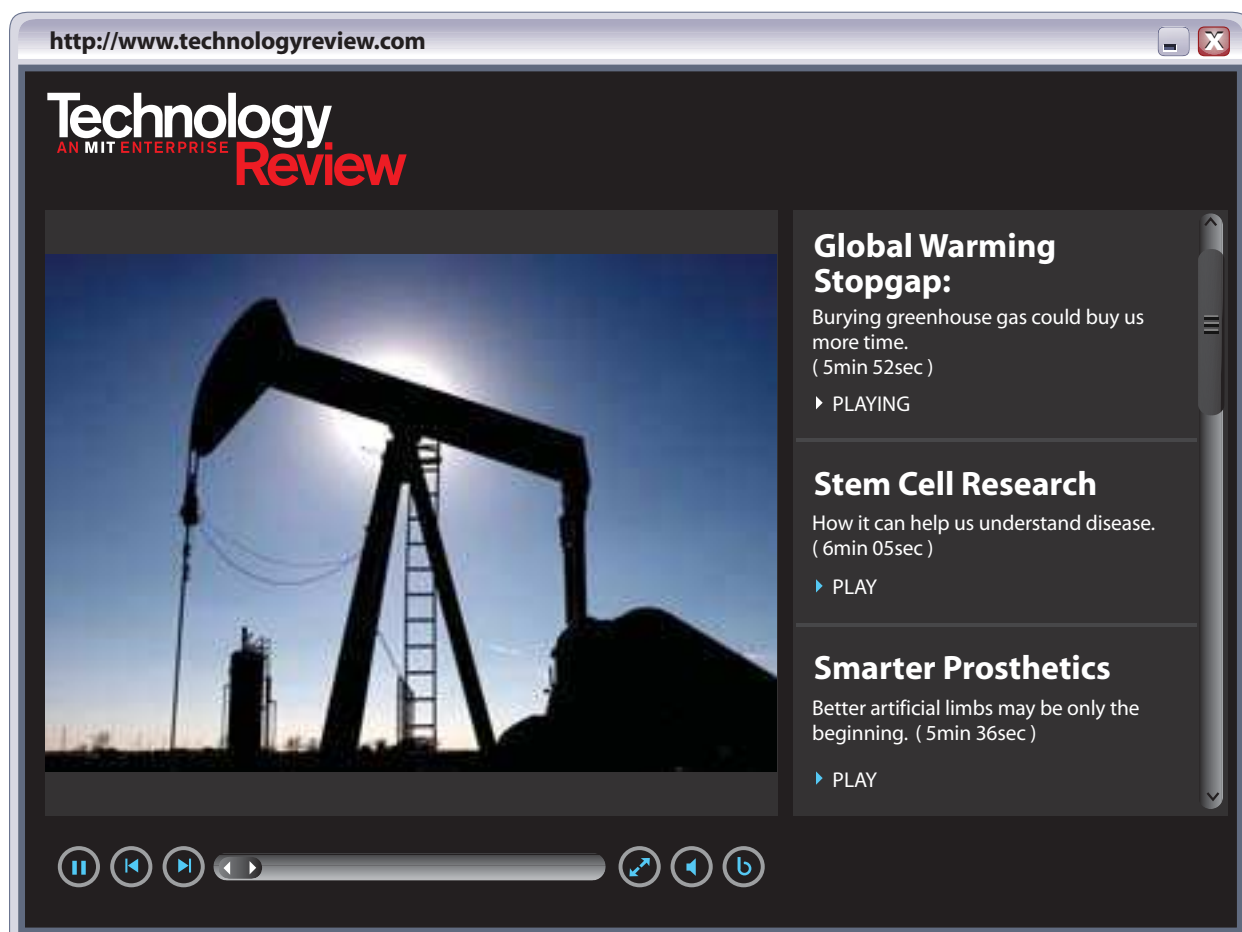 http://www.technologyreview.com
Technology
AN MIT ENTERPRISE
Review
Global Warming
Stopgap:
Burying greenhouse gas could buy us
more time.
( 5min 52sec )
PLAYING
Stem Cell Research
How it can help us understand disease.
( 6min 05sec )
PLAY
Smarter Prosthetics
Better artificial limbs may be only the
beginning. ( 5min 36sec )
PLAY